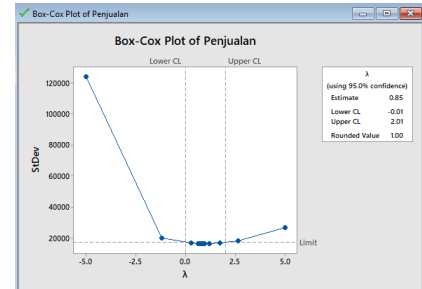 Box-Cox Plot of Penjualan
Box-Cox Plot of Penjualan
Lower CL
Upper CL
StDev
120000
100000
80000
60000
40000
20000
Limit
-5.0
-2.5
0.0
2.5
5.0
λ
λ
(using 95.0% confidence)
Estimate 0.85
Lower CL -0.01
Upper CL 2.01
Rounded Value 1.00